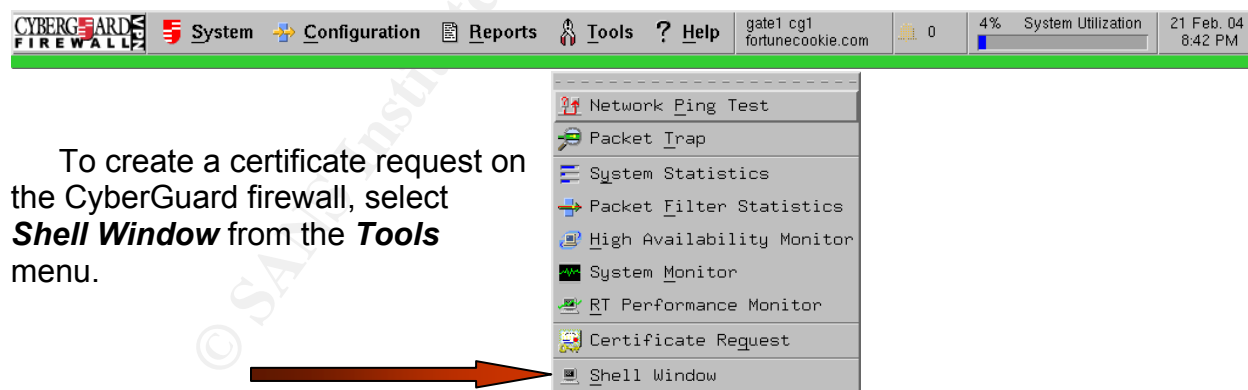 CYBERGUARD VPN
FIREWALL
System Configuration Reports Tools ? Help
gate1 cg1
fortunecookie.com
0
4% System Utilization
21 Feb. 04
8:42 PM
Network Ping Test
Packet Trap
System Statistics
Packet Filter Statistics
High Availability Monitor
System Monitor
RT Performance Monitor
Certificate Request
Shell Window
To create a certificate request on
the CyberGuard firewall, select
Shell Window from the Tools
menu.
© SANS